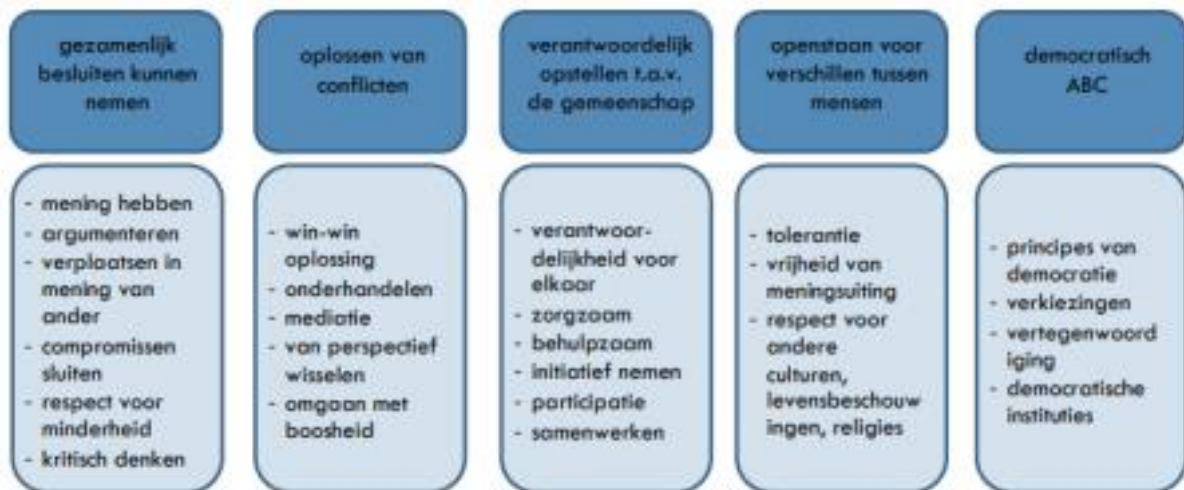 gezamenlijk
besluiten kunnen
nemen
- mening hebben
- argumenteren
- verplaatsen in
mening van
ander
- compromissen
sluiten
- respect voor
minderheid
- kritisch denken
oplossen van
conflicten
- win-win
oplossing
- onderhandelen
- mediatie
- van perspectief
wisselen
- omgaan met
boosheid
verantwoordelijk
opstellen t.a.v.
de gemeenschap
- verantwoor-
delijkheid voor
elkaar
- zorgzaam
- behulpzaam
- initiatief nemen
- participatie
- samenwerken
openstaan voor
verschillen tussen
mensen
- tolerantie
- vrijheid van
meningsuiting
- respect voor
andere
culturen,
levensbeschouw
ingen, religies
democratisch
ABC
- principes van
democratie
- verkiezingen
- vertegenwoord
iging
- democratische
instituties